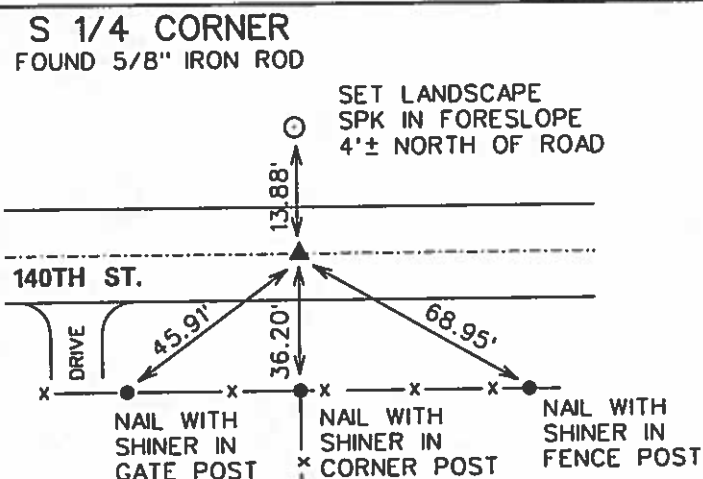 S 1/4 CORNER
FOUND 5/8" IRON ROD
SET LANDSCAPE
SPK IN FORESLOPE
4'± NORTH OF ROAD
13.88'
140TH ST.
DRIVE
45.91'
36.20'
68.95'
NAIL WITH
SHINER IN
GATE POST
NAIL WITH
SHINER IN
CORNER POST
NAIL WITH
SHINER IN
FENCE POST